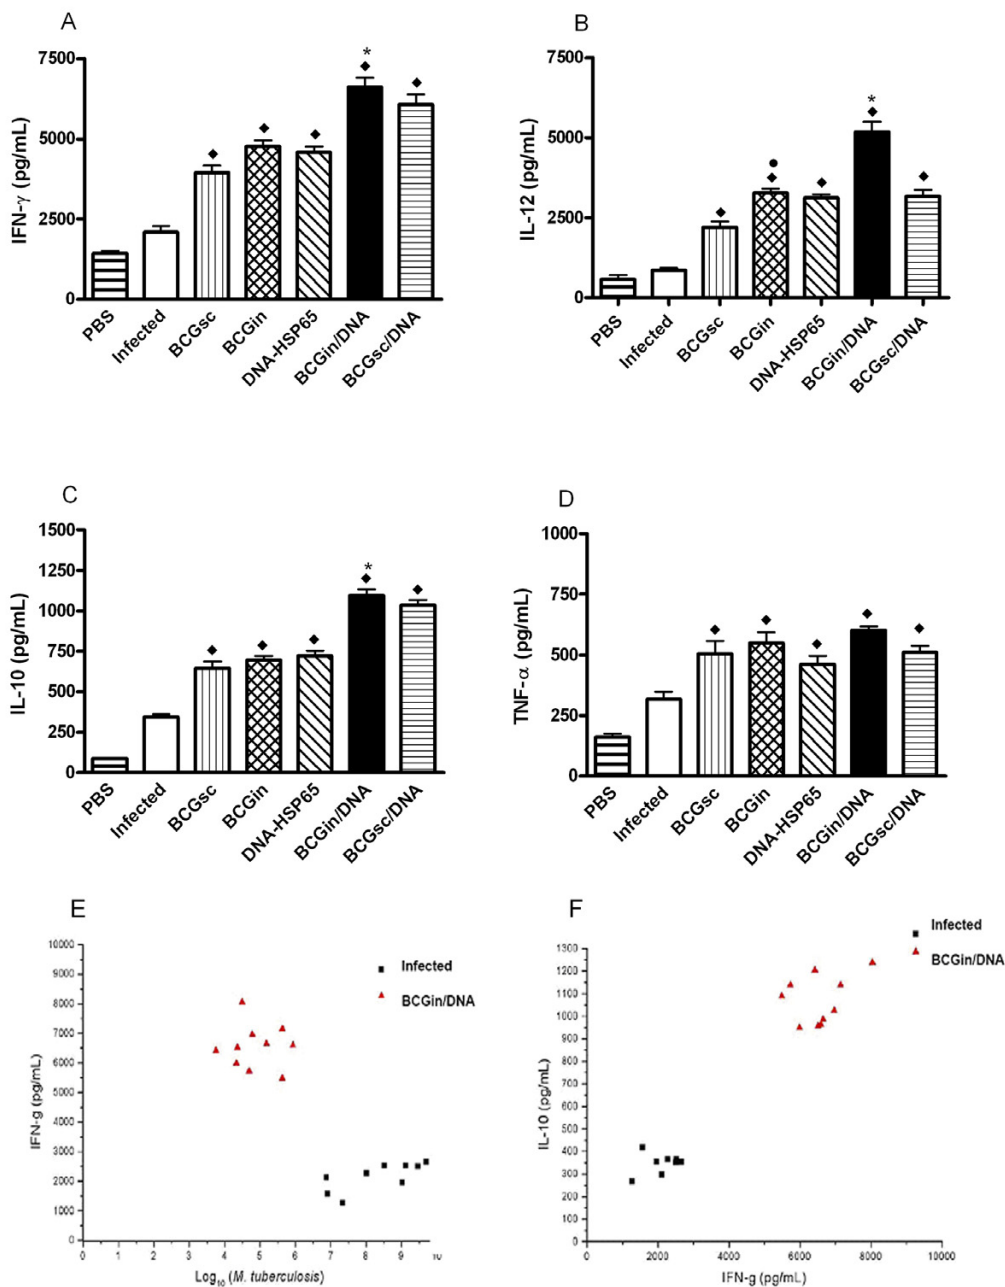 A
IFN-γ (pg/mL)
7500
5000
2500
0
*
PBS
Infected
BCGsc
BCGin
DNA-HSP65
BCGin/DNA
BCGsc/DNA
B
IL-12 (pg/mL)
7500
5000
2500
0
*
PBS
Infected
BCGsc
BCGin
DNA-HSP65
BCGin/DNA
BCGsc/DNA
C
IL-10 (pg/mL)
1500
1250
1000
750
500
250
0
*
PBS
Infected
BCGsc
BCGin
DNA-HSP65
BCGin/DNA
BCGsc/DNA
D
TNF-α (pg/mL)
1000
750
500
250
0
PBS
Infected
BCGsc
BCGin
DNA-HSP65
BCGin/DNA
BCGsc/DNA
E
Infected
BCGin/DNA
IFN-g (pg/mL)
10000
9000
8000
7000
6000
5000
4000
3000
2000
1000
0
0 1 2 3 4 5 6 7 8 9 10
Log10 (M. tuberculosis)
F
Infected
BCGin/DNA
IL-10 (pg/mL)
1300
1200
1100
1000
900
800
700
600
500
400
300
200
100
0
0 2000 4000 6000 8000 10000
IFN-g (pg/mL)